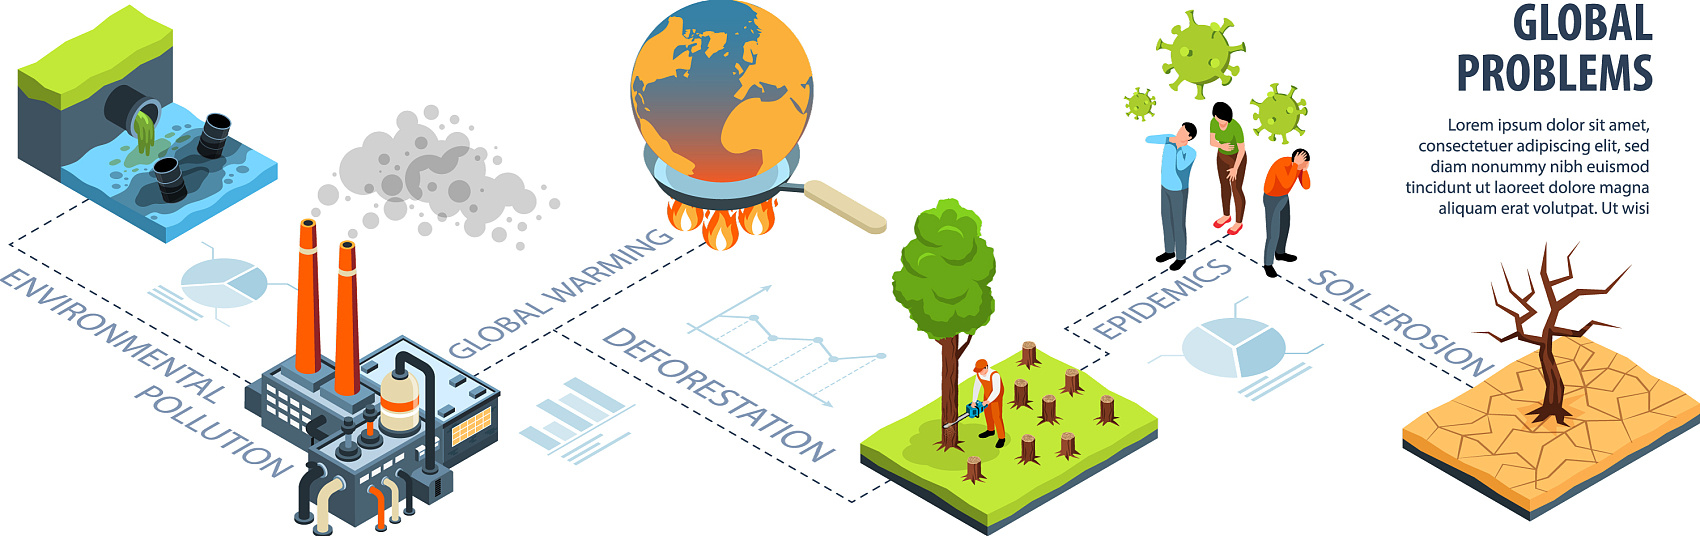 GLOBAL
PROBLEMS
Lorem ipsum dolor sit amet,
consectetuer adipiscing elit, sed
diam nonummy nibh euismod
tincidunt ut laoreet dolore magna
aliquam erat volutpat. Ut wisi
ENVIRONMENTAL
POLLUTION
GLOBAL WARMING
DEFORESTATION
EPIDEMICS
SOIL EROSION